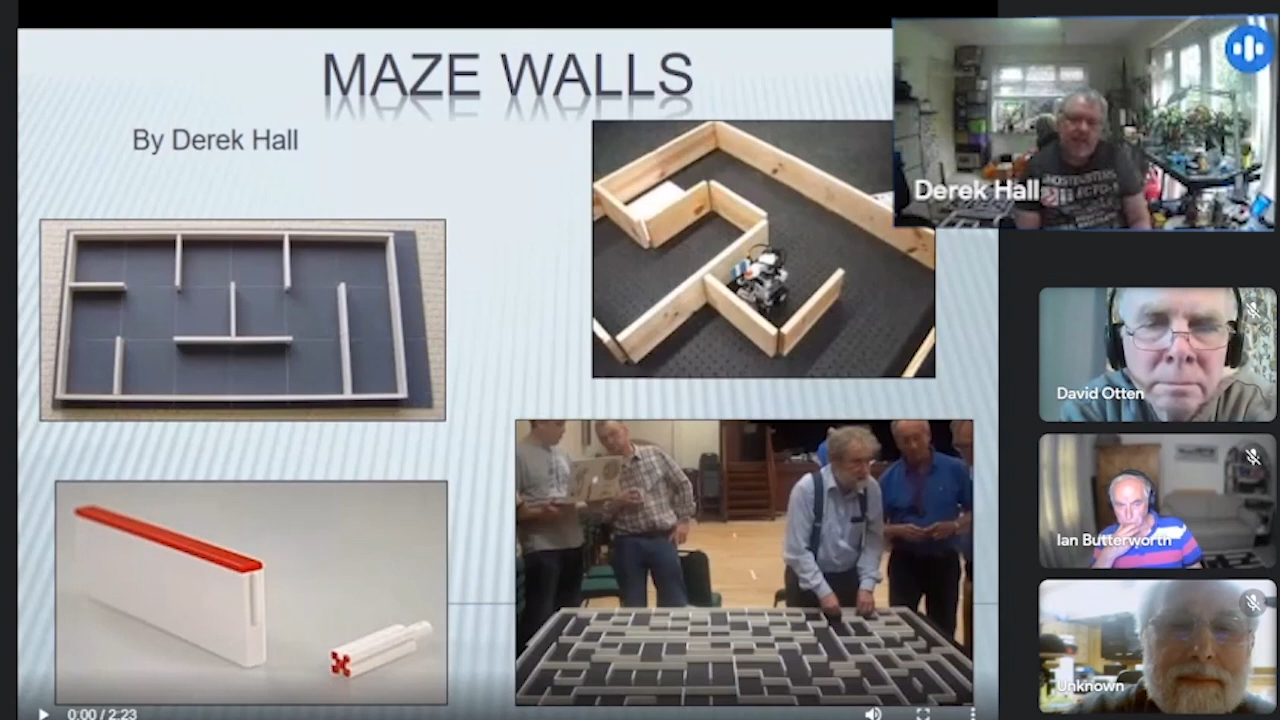 MAZE WALLS
By Derek Hall
Derek Hall
David Otten
Ian Butterworth
Unknown
0:00 / 2:23